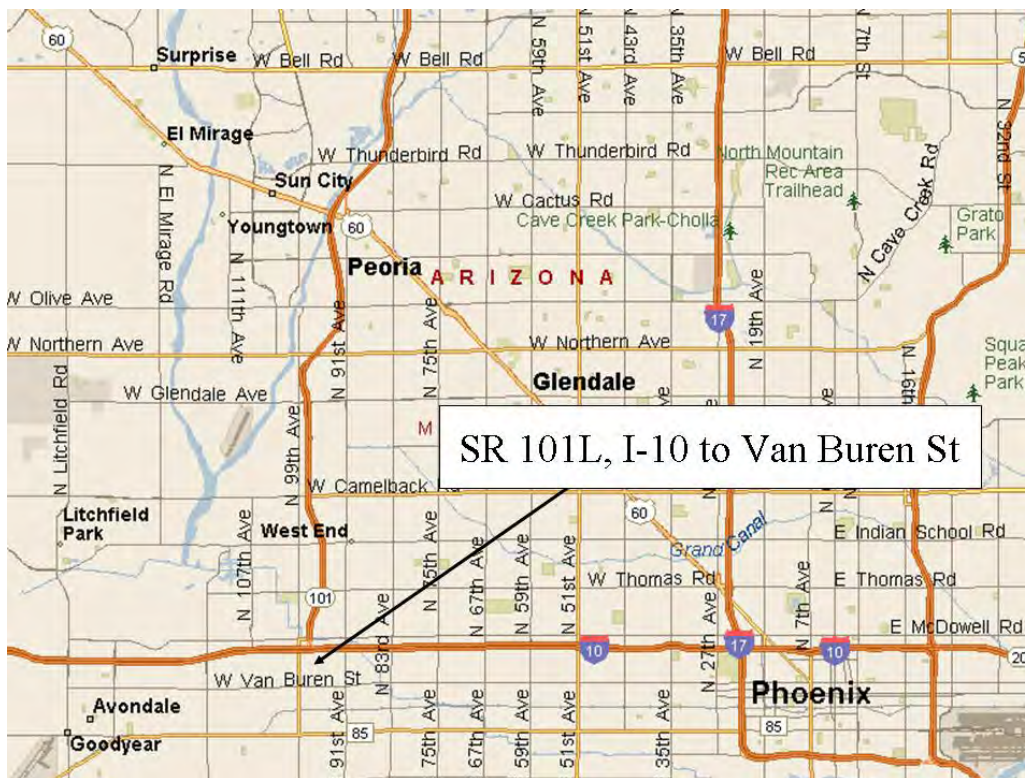 60
Surprise
W Bell Rd
W Bell Rd
N 59th Ave
51st Ave
N 43rd Ave
N 35th Ave
W Bell Rd
N 7th St
El Mirage
W Thunderbird Rd
W Thunderbird Rd
North Mountain
Rec Area
Trailhead
N 32nd St
Sun City
W Cactus Rd
Cave Creek Park-Cholla
N Cave Creek Rd
Youngtown
60
N El Mirage Rd
Peoria
ARIZONA
N 111th Ave
W Olive Ave
17
N 19th Ave
W Northern Ave
N 91st Ave
N 75th Ave
W Northern Ave
N 16th
Park
W Glendale Ave
Glendale
N Litchfield Rd
N 99th Ave
M
SR 101L, I-10 to Van Buren St
W Camelback
Litchfield
Park
West End
N 107th Ave
60
Grand Canal
E Indian School Rd
101
N 75th Ave
N 67th Ave
N 59th Ave
N 51st Ave
W Thomas Rd
E Thomas Rd
N 83rd Ave
N 27th Ave
N 7th Ave
E McDowell Rd
10
17
10
20
W Van Buren St
Phoenix
Avondale
Goodyear
91st Ave
85
75th Ave
67th Ave
59th Ave
51st Ave
35th Ave
85